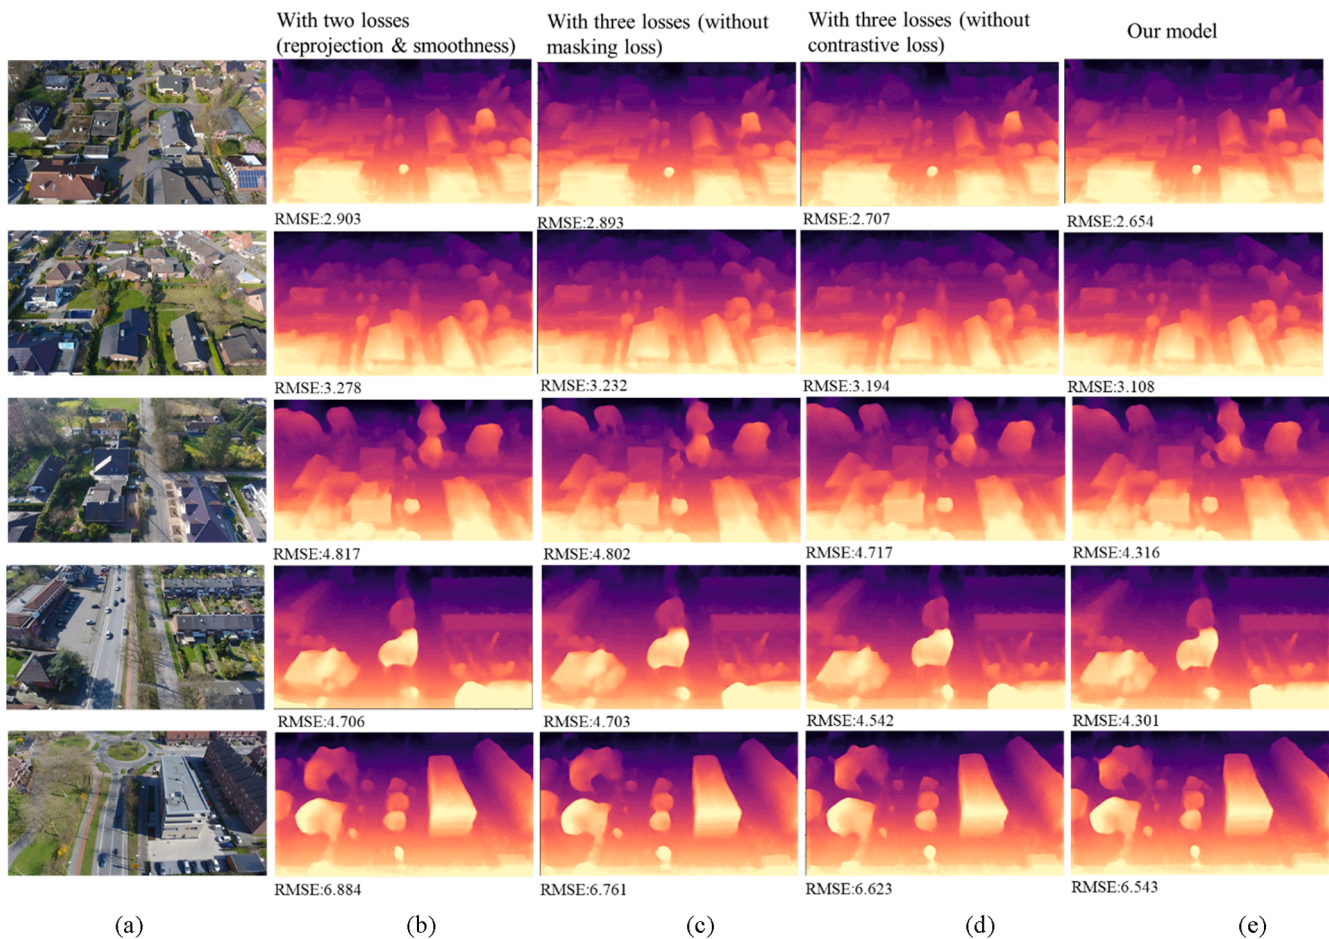 With two losses
(reprojection & smoothness)
With three losses (without
masking loss)
With three losses (without
contrastive loss)
Our model
RMSE:2.903
RMSE:2.893
RMSE:2.707
RMSE:2.654
RMSE:3.278
RMSE:3.232
RMSE:3.194
RMSE:3.108
RMSE:4.817
RMSE:4.802
RMSE:4.717
RMSE:4.316
RMSE:4.706
RMSE:4.703
RMSE:4.542
RMSE:4.301
RMSE:6.884
RMSE:6.761
RMSE:6.623
RMSE:6.543
(a)
(b)
(c)
(d)
(e)